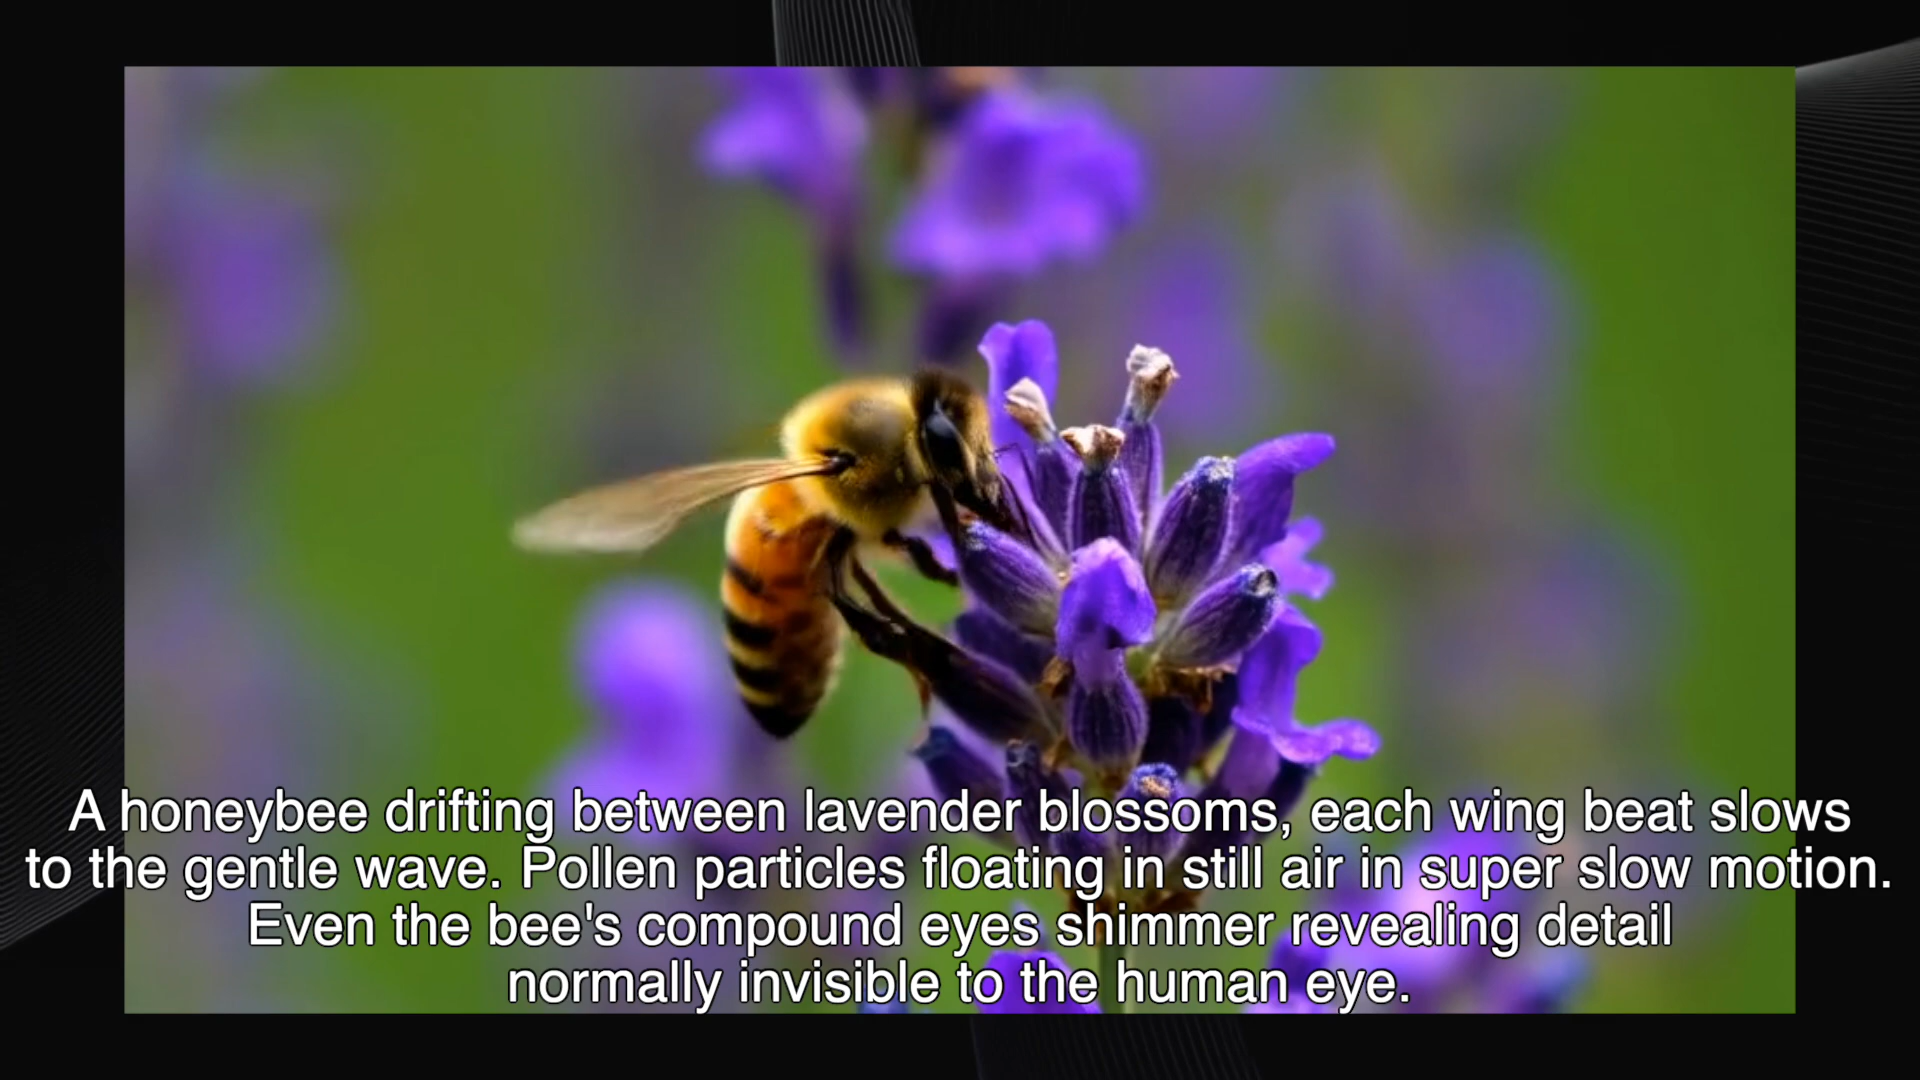 A honeybee drifting between lavender blossoms, each wing beat slows
to the gentle wave. Pollen particles floating in still air in super slow motion.
Even the bee's compound eyes shimmer revealing detail
normally invisible to the human eye.